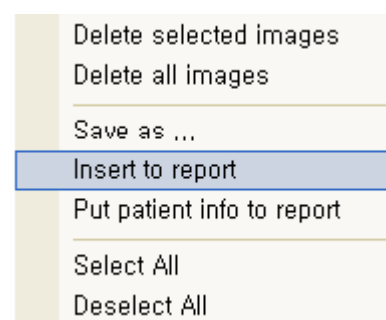 Delete selected images
Delete all images
Save as ...
Insert to report
Put patient info to report
Select All
Deselect All